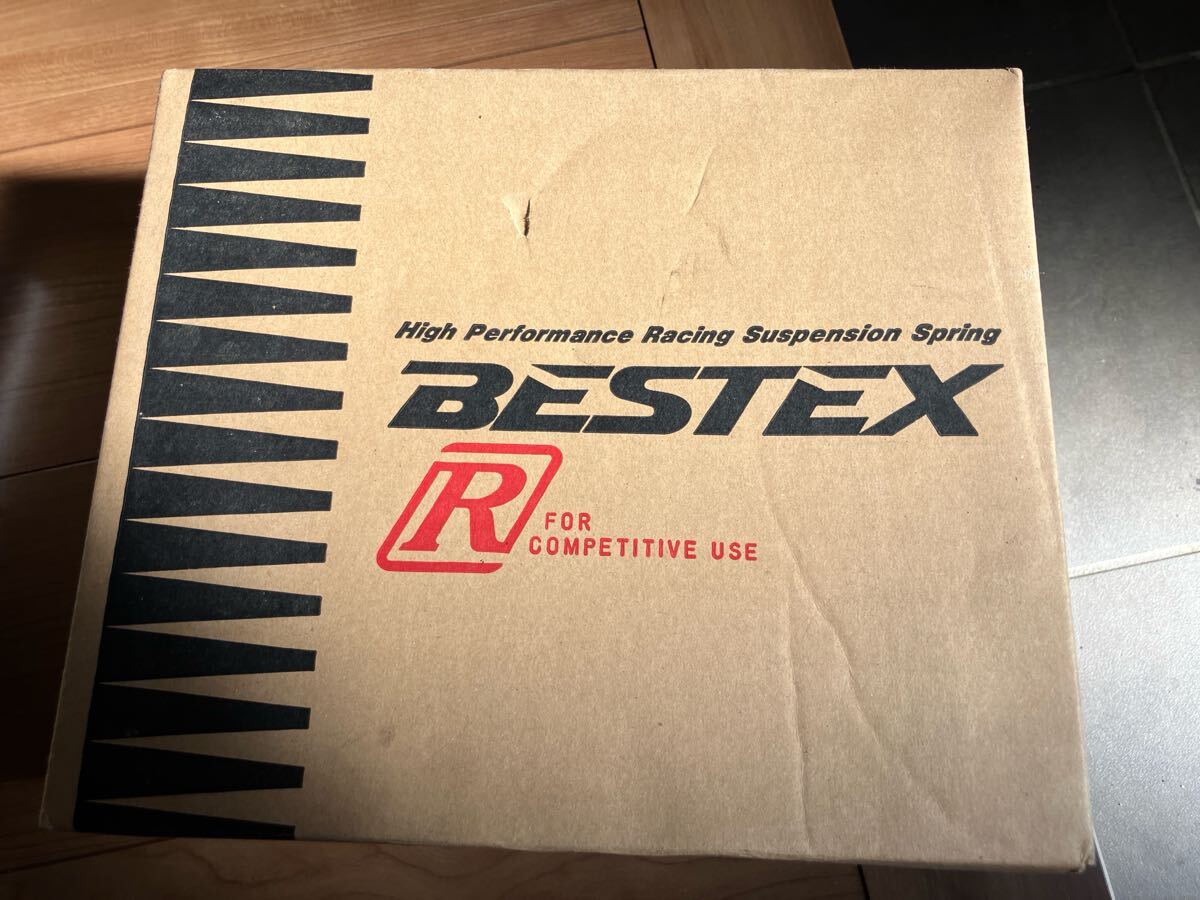 High Performance Racing Suspension Spring
BESTEX
R
FOR
COMPETITIVE USE